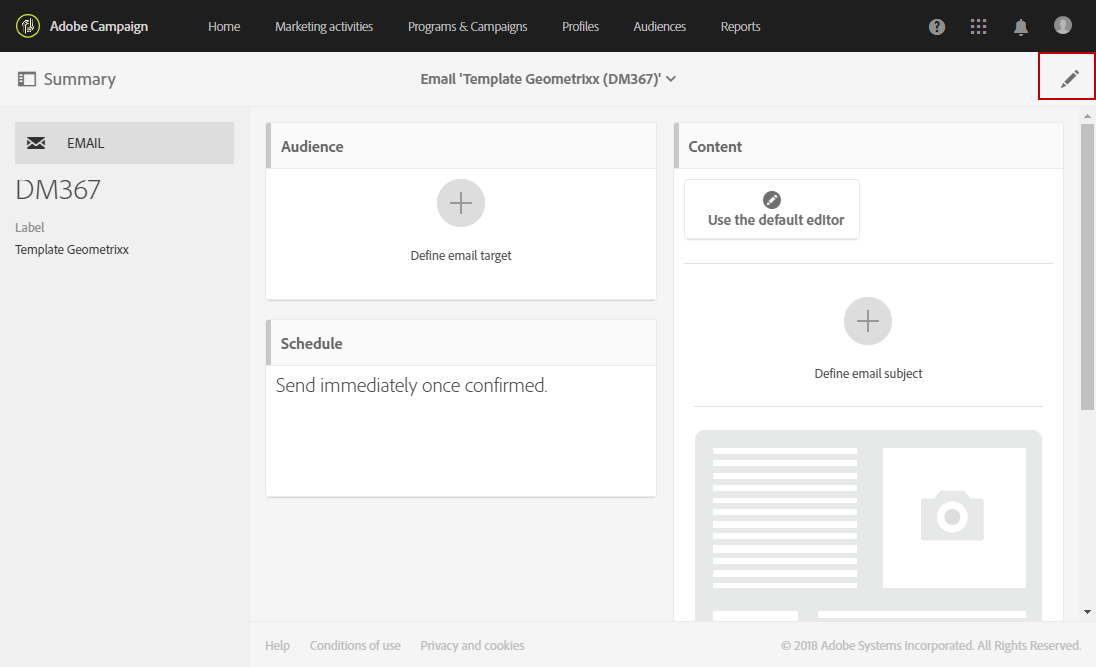 Adobe Campaign Home Marketing activities Programs & Campaigns Profiles Audiences Reports
Summary Email 'Template Geometrixx (DM367)'
EMAIL
DM367
Label
Template Geometrixx
Audience
Define email target
Schedule
Send immediately once confirmed.
Content
Use the default editor
Define email subject
Help Conditions of use Privacy and cookies © 2018 Adobe Systems Incorporated. All Rights Reserved.